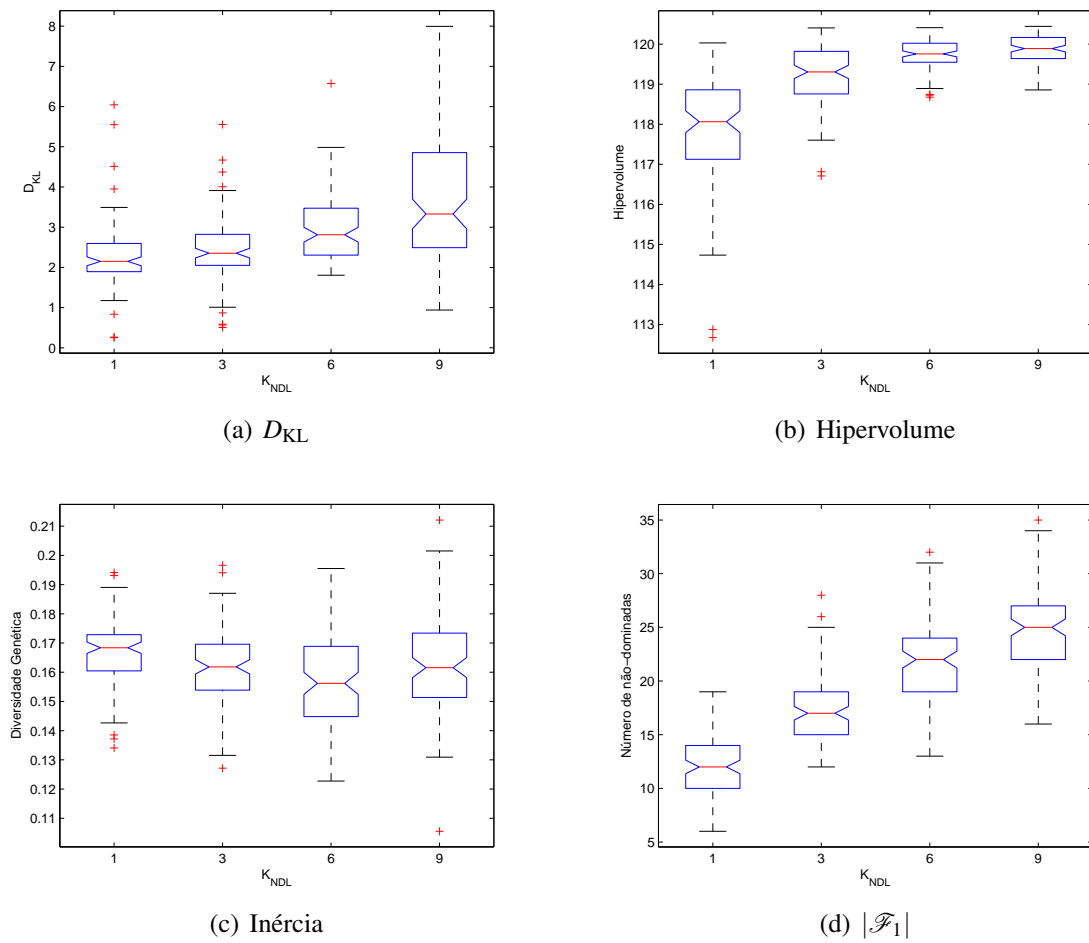 8
7
6
5
4
3
2
1
0
D_KL
1 3 6 9
K_NDL
(a) D_KL
120
119
118
117
116
115
114
113
Hipervolume
1 3 6 9
K_NDL
(b) Hipervolume
0.21
0.2
0.19
0.18
0.17
0.16
0.15
0.14
0.13
0.12
0.11
Diversidade Genética
1 3 6 9
K_NDL
(c) Inércia
35
30
25
20
15
10
5
Número de não−dominadas
1 3 6 9
K_NDL
(d) |ℱ₁|